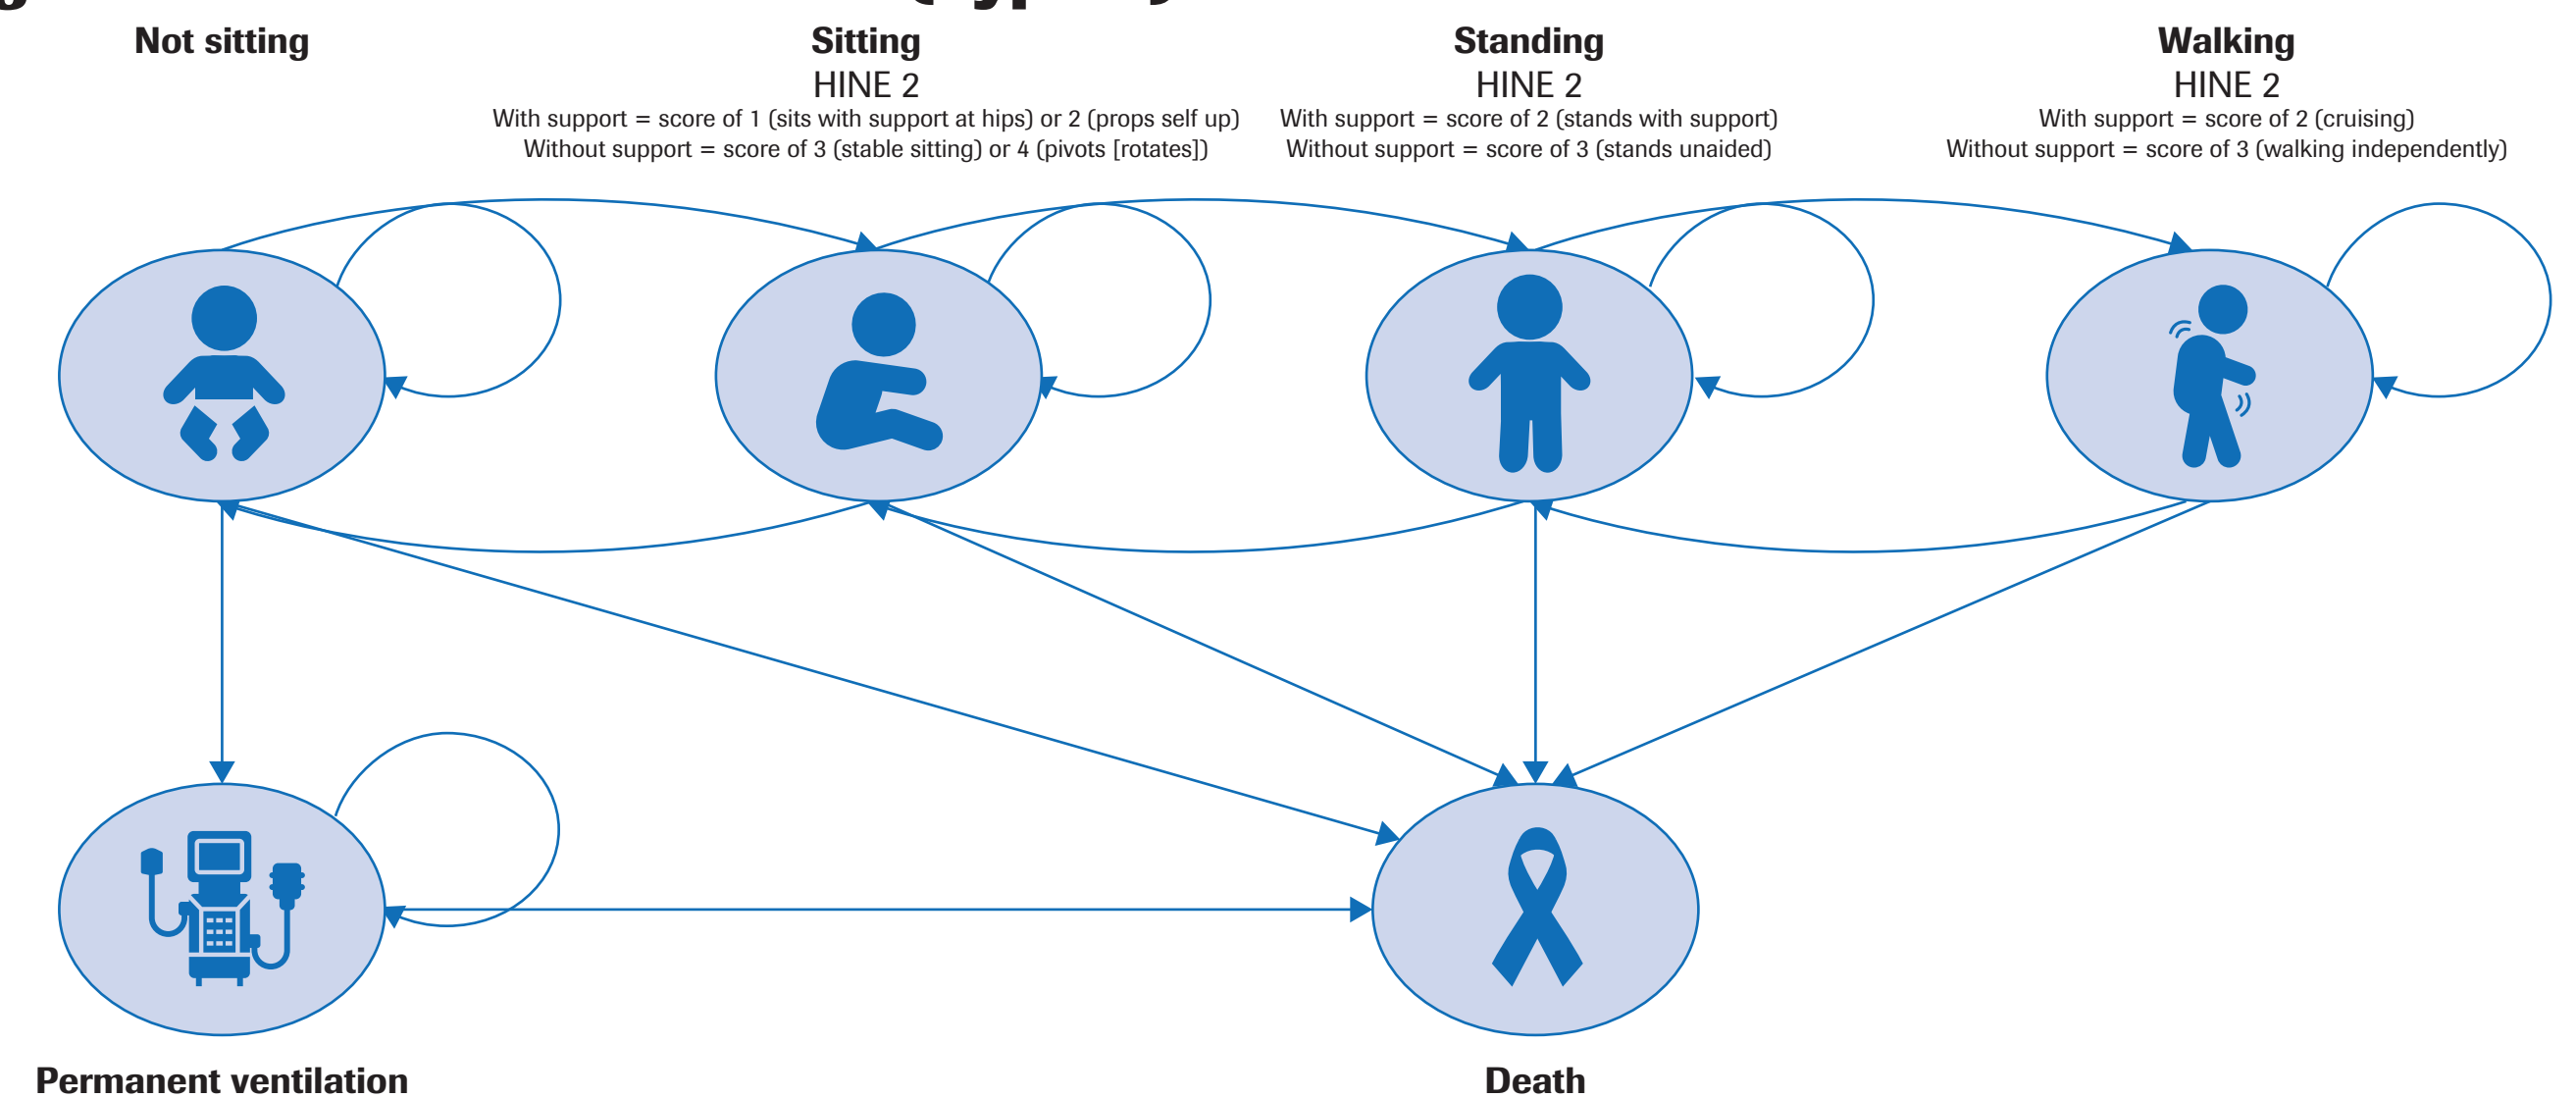 Not sitting
Sitting
HINE 2
With support = score of 1 (sits with support at hips) or 2 (props self up)
Without support = score of 3 (stable sitting) or 4 (pivots [rotates])
Standing
HINE 2
With support = score of 2 (stands with support)
Without support = score of 3 (stands unaided)
Walking
HINE 2
With support = score of 2 (cruising)
Without support = score of 3 (walking independently)
Permanent ventilation
Death